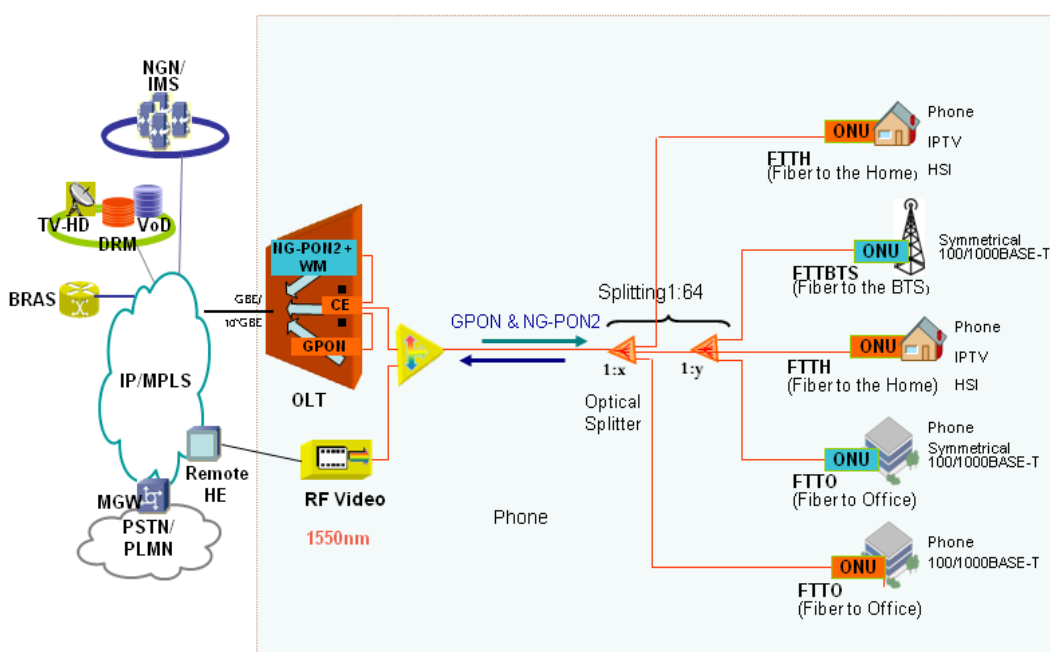 NGN/
IMS
TV-HD
VoD
DRM
BRAS
IP/MPLS
GBE/
10*GBE
NG-PON2 +
WM
CE
GPON
OLT
Remote
HE
RF Video
1550nm
MGW
PSTN/
PLMN
GPON & NG-PON2
Splitting1:64
1:x
1:y
Optical
Splitter
Phone
ONU
FTTH
(Fiber to the Home)
Phone
IPTV
HSI
ONU
FTTBTS
(Fiber to the BTS)
Symmetrical
100/1000BASE-T
ONU
FTTH
(Fiber to the Home)
Phone
IPTV
HSI
ONU
FTTO
(Fiber to Office)
Phone
Symmetrical
100/1000BASE-T
ONU
FTTO
(Fiber to Office)
Phone
100/1000BASE-T